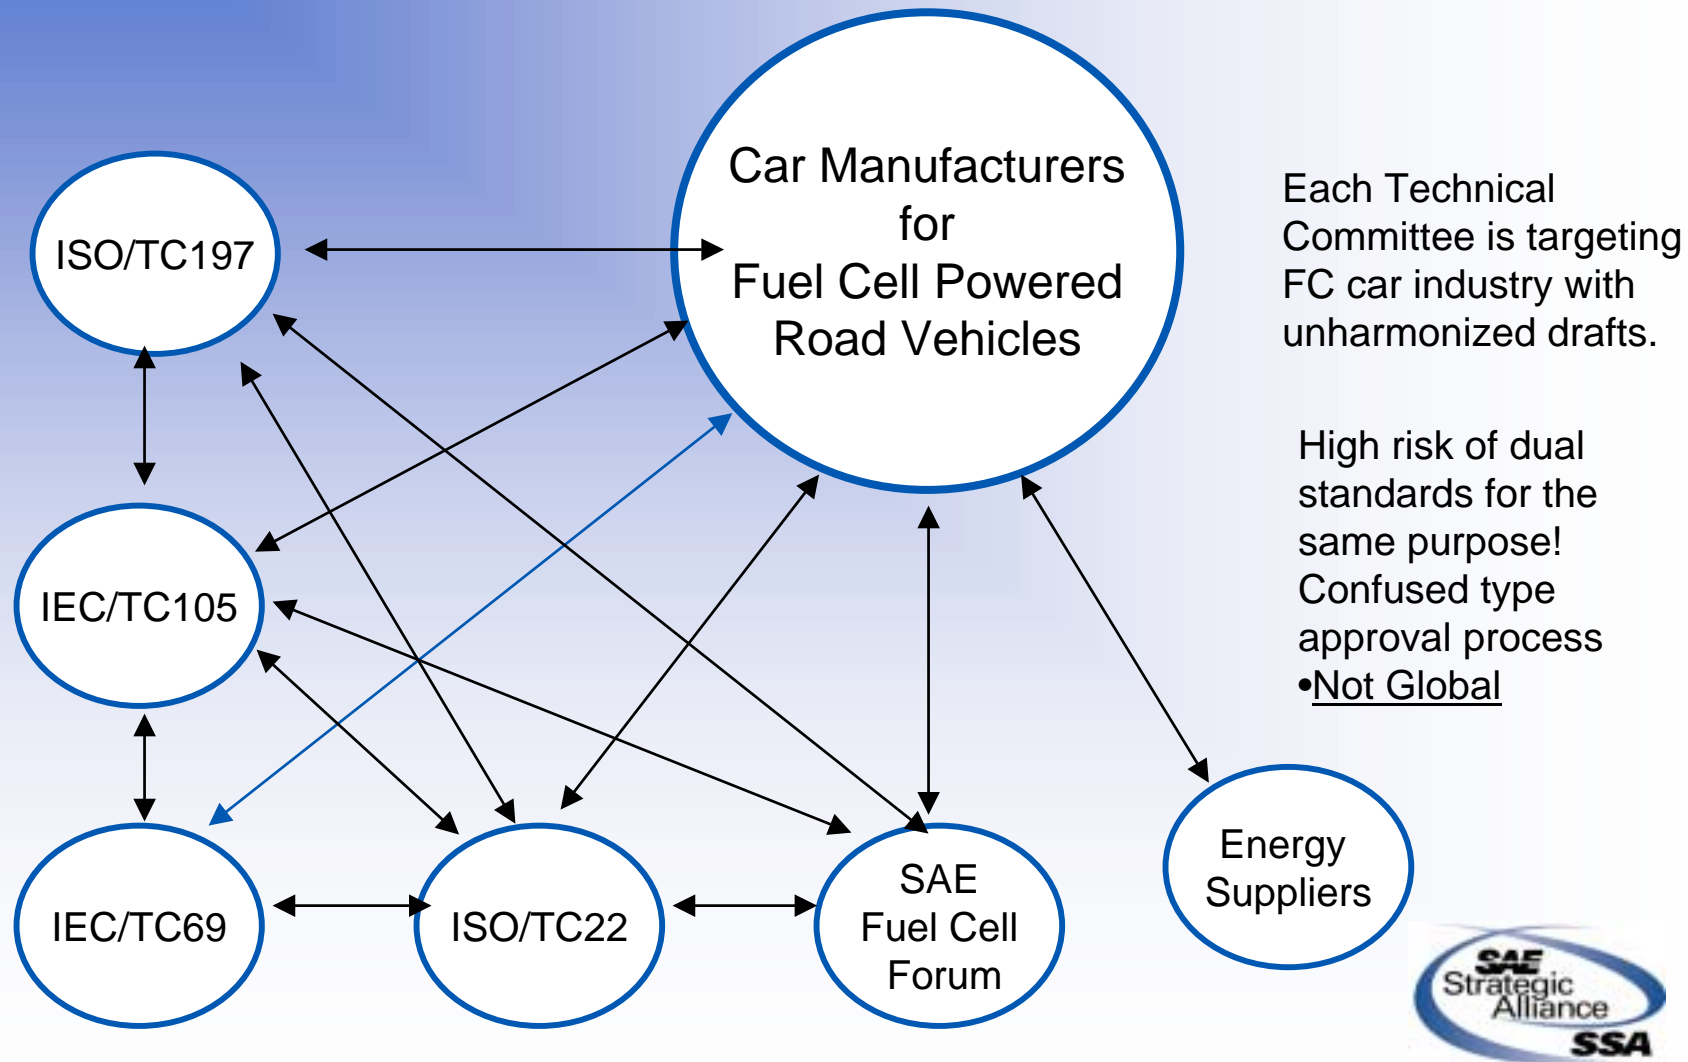 Car Manufacturers
for
Fuel Cell Powered
Road Vehicles
ISO/TC197
Each Technical
Committee is targeting
FC car industry with
unharmonized drafts.
High risk of dual
standards for the
same purpose!
Confused type
approval process
•Not Global
IEC/TC105
IEC/TC69
ISO/TC22
SAE
Fuel Cell
Forum
Energy
Suppliers
SAE
Strategic
Alliance
SSA